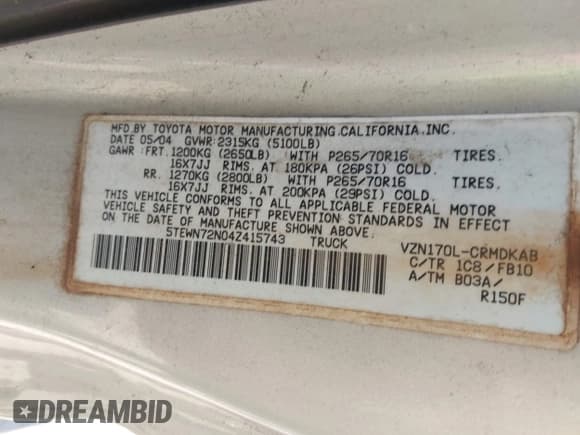 MFD.BY TOYOTA MOTOR MANUFACTURING.CALIFORNIA.INC.
DATE 05/04 GVWR:2315KG (5100LB)
GAWR: FRT.1200KG (2650LB) WITH P265/70R16 TIRES.
16X7JJ RIMS. AT 180KPA (26PSI) COLD.
RR. 1270KG (2800LB) WITH P265/70R16 TIRES.
16X7JJ RIMS. AT 200KPA (29PSI) COLD.
THIS VEHICLE CONFORMS TO ALL APPLICABLE FEDERAL MOTOR
VEHICLE SAFETY AND THEFT PREVENTION STANDARDS IN EFFECT
ON THE DATE OF MANUFACTURE SHOWN ABOVE.
5TEWN72N04Z415743 TRUCK
VZN170L-CRMDKAB
C/TR 1C8/FB10
A/TM B03A/
R150F
DREAMBID